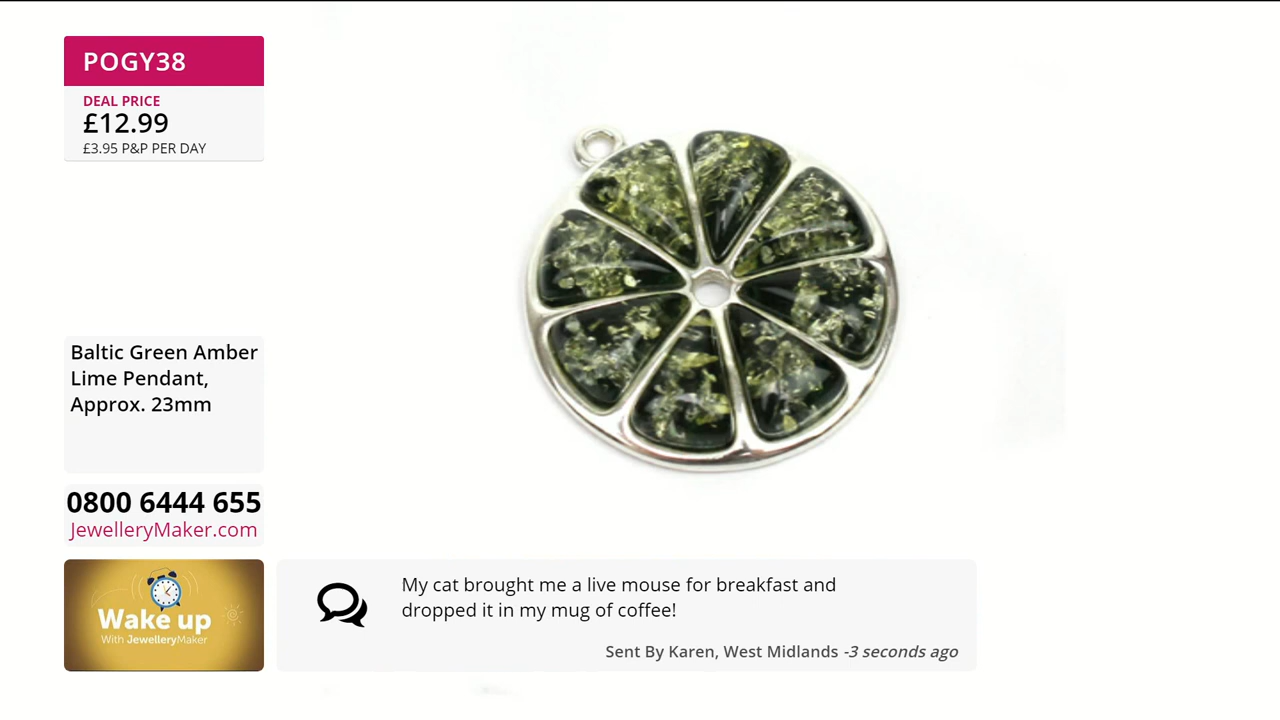 POGY38
DEAL PRICE
£12.99
£3.95 P&P PER DAY
Baltic Green Amber
Lime Pendant,
Approx. 23mm
0800 6444 655
JewelleryMaker.com
Wake up
With JewelleryMaker
My cat brought me a live mouse for breakfast and
dropped it in my mug of coffee!
Sent By Karen, West Midlands -3 seconds ago